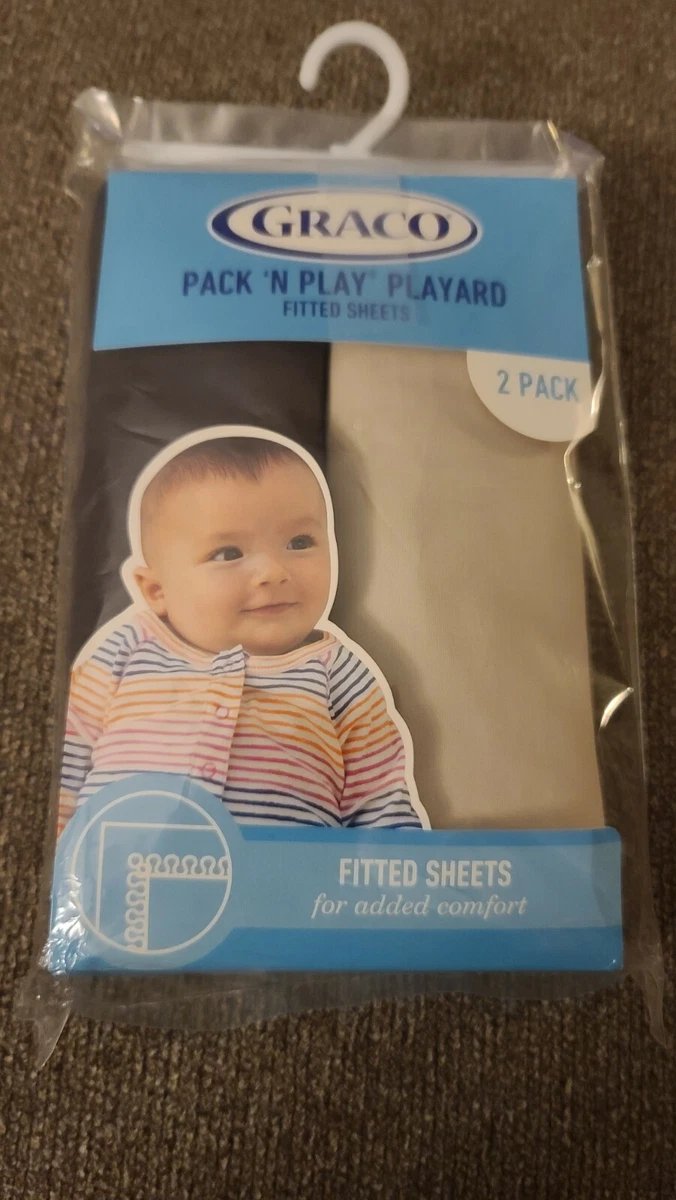 GRACO
PACK 'N PLAY® PLAYARD
FITTED SHEETS
2 PACK
FITTED SHEETS
for added comfort